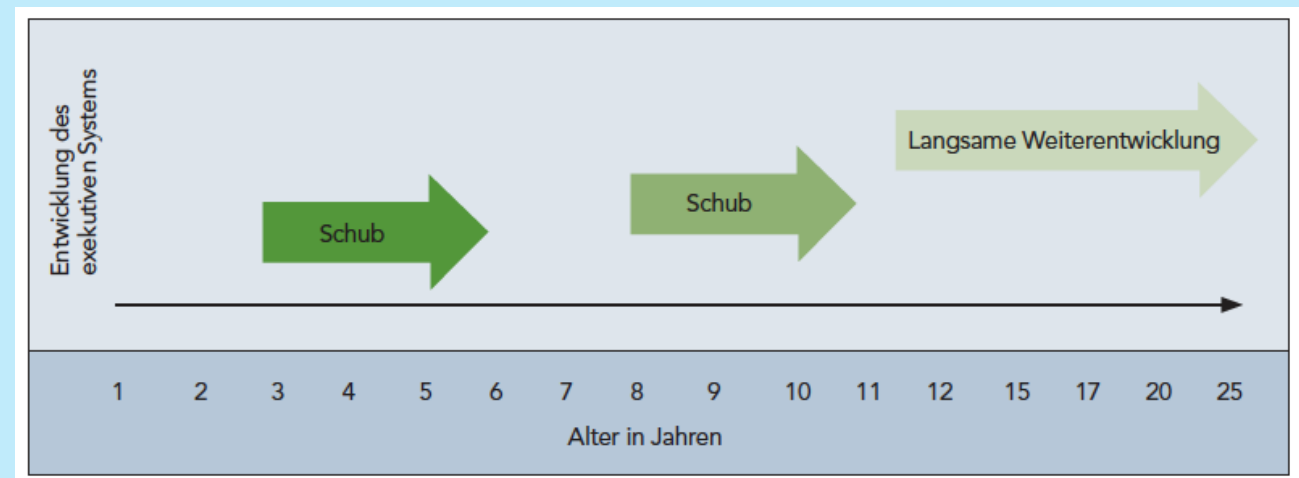 Entwicklung des
exekutiven Systems
Schub
Schub
Langsame Weiterentwicklung
1 2 3 4 5 6 7 8 9 10 11 12 15 17 20 25
Alter in Jahren